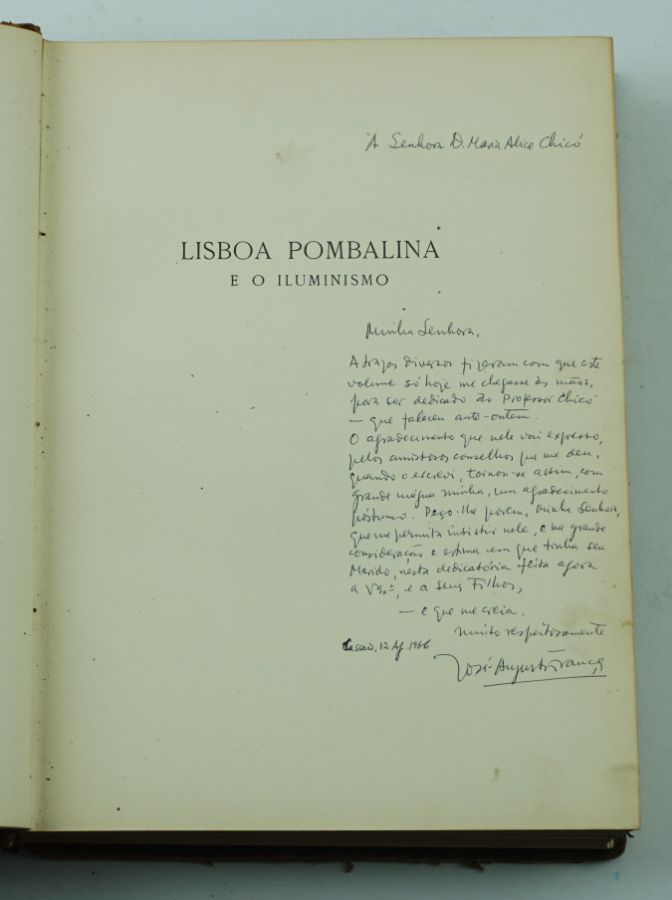 À Senhora D. Maria Alice Chicó
LISBOA POMBALINA
E O ILUMINISMO
Minha Senhora,
Atrazos diversos fizeram com que este
volume só hoje me chegasse às mãos,
para ser dedicado ao Professor Chicó
— que faleceu ante-ontem.
O agradecimento que nele vai expresso,
pelos amistosos conselhos que me deu,
quando o escrevi, tornou-se assim, com
grande mágoa minha, um agradecimento
póstumo. Peço-lhe porém, minha Senhora,
que me permita insistir nele, e na grande
consideração e estima em que tinha seu
Marido, nesta dedicatória feita agora
a V. Exª, e a seus Filhos,
— e que me creia.
muito respeitosamente
12 Ag. 1966
José-Augusto França